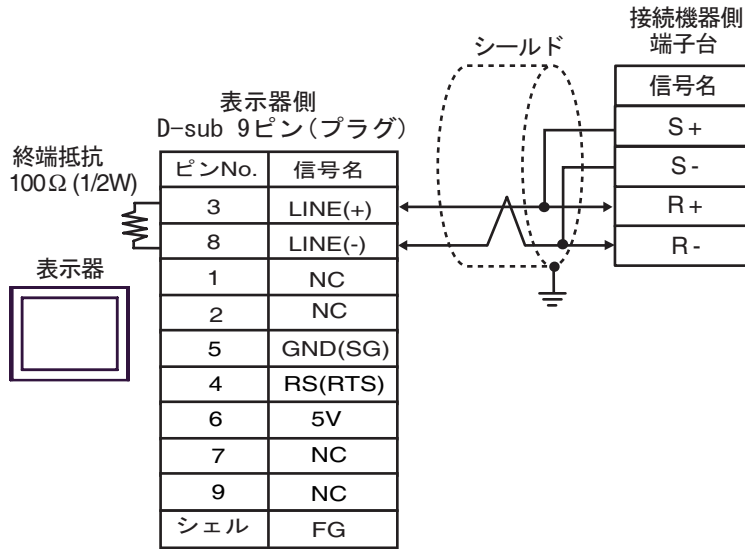 接続機器側
端子台
シールド
信号名
S+
S-
R+
R-
表示器側
D-sub 9ピン(プラグ)
終端抵抗
100Ω (1/2W)
表示器
ピンNo. 信号名
3 LINE(+)
8 LINE(-)
1 NC
2 NC
5 GND(SG)
4 RS(RTS)
6 5V
7 NC
9 NC
シェル FG